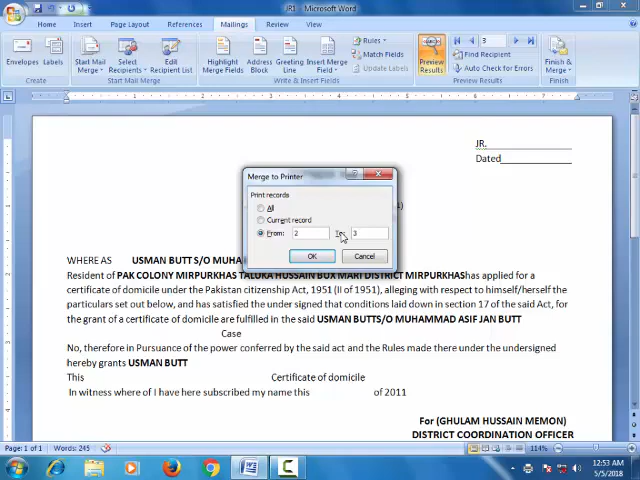 JR1 - Microsoft Word
Home Insert Page Layout References Mailings Review View
Envelopes Labels
Create
Start Mail Merge
Select Recipients
Edit Recipient List
Start Mail Merge
Highlight Merge Fields
Address Block
Greeting Line
Insert Merge Field
Rules
Match Fields
Update Labels
Write & Insert Fields
Preview Results
3
Find Recipient
Auto Check for Errors
Preview Results
Finish & Merge
Finish
JR.
Dated
Merge to Printer
Print records
All
Current record
From: 2 To: 3
OK Cancel
WHERE AS USMAN BUTT S/O MUHA
Resident of PAK COLONY MIRPURKHAS TALUKA HUSSAIN BUX MARI DISTRICT MIRPURKHAShas applied for a
certificate of domicile under the Pakistan citizenship Act, 1951 (II of 1951), alleging with respect to himself/herself the
particulars set out below, and has satisfied the under signed that conditions laid down in section 17 of the said Act, for
the grant of a certificate of domicile are fulfilled in the said USMAN BUTTS/O MUHAMMAD ASIF JAN BUTT
Case
No, therefore in Pursuance of the power conferred by the said act and the Rules made there under the undersigned
hereby grants USMAN BUTT
This Certificate of domicile
In witness where of I have here subscribed my name this of 2011
For (GHULAM HUSSAIN MEMON)
DISTRICT COORDINATION OFFICER
Page: 1 of 1 Words: 245 114%
12:53 AM
5/5/2018